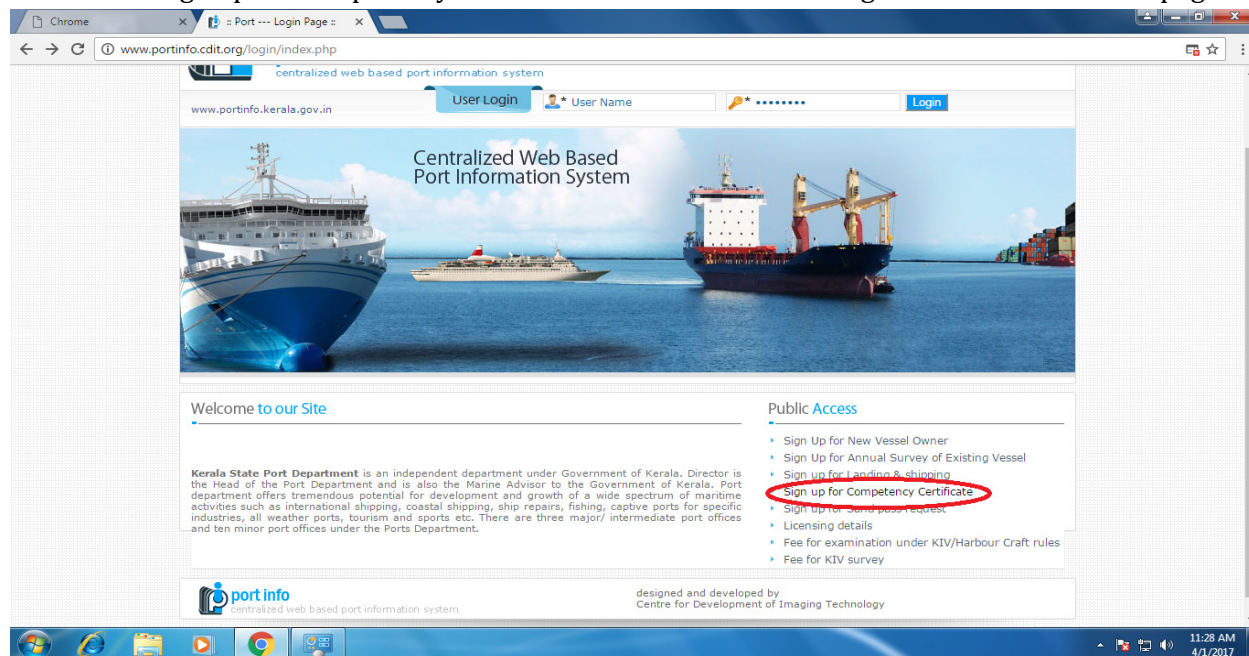 Chrome
:: Port --- Login Page ::
www.portinfo.cdit.org/login/index.php
centralized web based port information system
www.portinfo.kerala.gov.in
User Login
* User Name
* ••••••••
Login
Centralized Web Based
Port Information System
Welcome to our Site
Kerala State Port Department is an independent department under Government of Kerala. Director is
the Head of the Port Department and is also the Marine Advisor to the Government of Kerala. Port
department offers tremendous potential for development and growth of a wide spectrum of maritime
activities such as international shipping, coastal shipping, ship repairs, fishing, captive ports for specific
industries, all weather ports, tourism and sports etc. There are three major/ intermediate port offices
and ten minor port offices under the Ports Department.
Public Access
Sign Up for New Vessel Owner
Sign Up for Annual Survey of Existing Vessel
Sign up for Landing & shipping
Sign up for Competency Certificate
Sign up for Sand pass request
Licensing details
Fee for examination under KIV/Harbour Craft rules
Fee for KIV survey
port info
centralized web based port information system
designed and developed by
Centre for Development of Imaging Technology
11:28 AM
4/1/2017